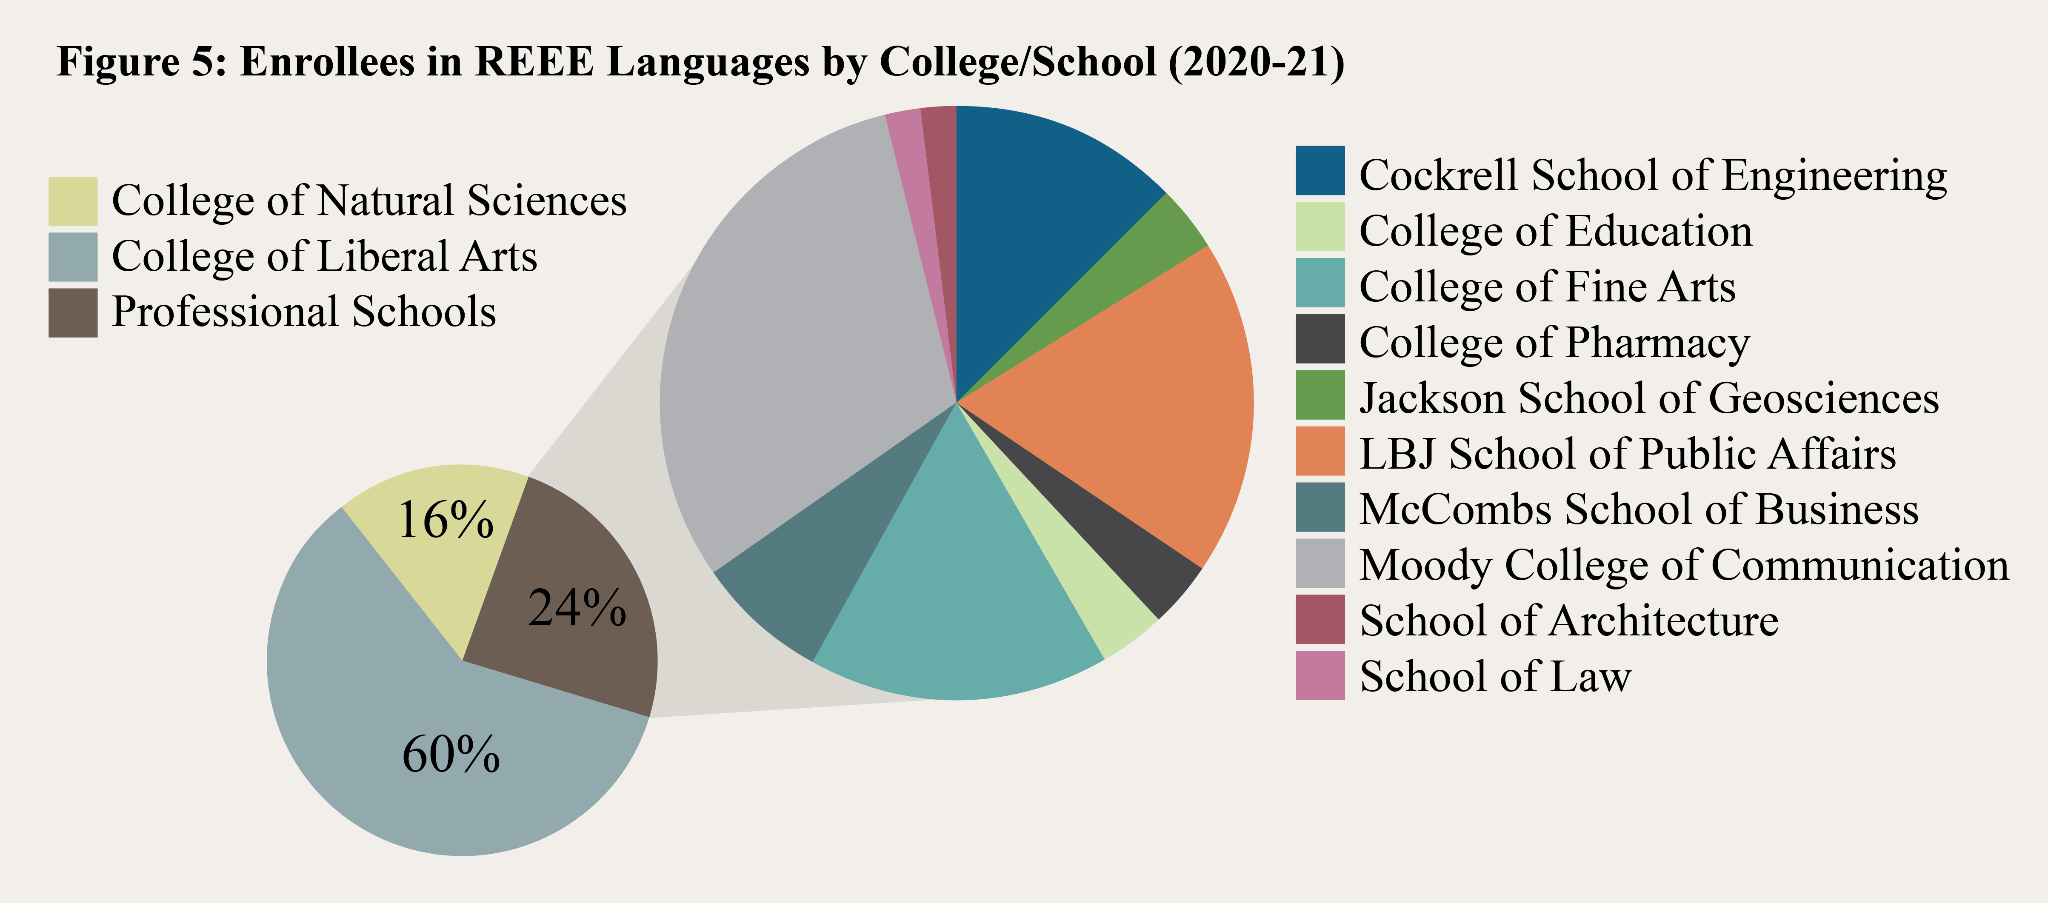 Figure 5: Enrollees in REEE Languages by College/School (2020-21)
College of Natural Sciences
College of Liberal Arts
Professional Schools
16%
24%
60%
Cockrell School of Engineering
College of Education
College of Fine Arts
College of Pharmacy
Jackson School of Geosciences
LBJ School of Public Affairs
McCombs School of Business
Moody College of Communication
School of Architecture
School of Law